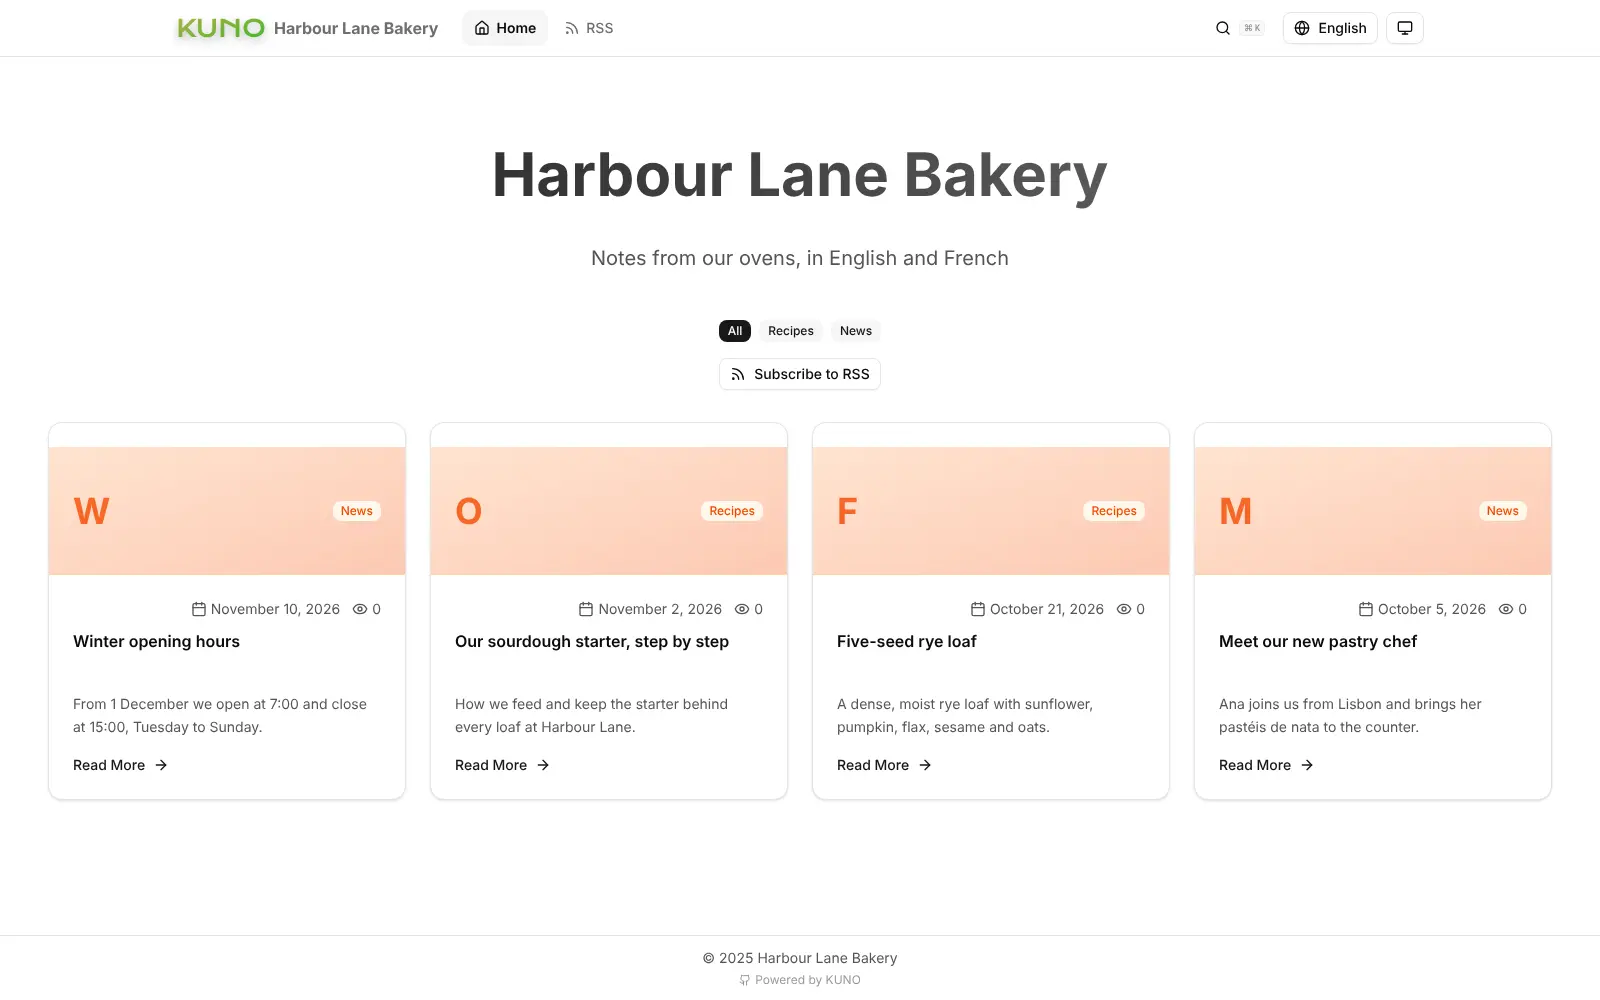 KUNO Harbour Lane Bakery Home RSS ⌘ K English
Harbour Lane Bakery
Notes from our ovens, in English and French
All Recipes News
Subscribe to RSS
W News
November 10, 2026 0
Winter opening hours
From 1 December we open at 7:00 and close
at 15:00, Tuesday to Sunday.
Read More
O Recipes
November 2, 2026 0
Our sourdough starter, step by step
How we feed and keep the starter behind
every loaf at Harbour Lane.
Read More
F Recipes
October 21, 2026 0
Five-seed rye loaf
A dense, moist rye loaf with sunflower,
pumpkin, flax, sesame and oats.
Read More
M News
October 5, 2026 0
Meet our new pastry chef
Ana joins us from Lisbon and brings her
pastéis de nata to the counter.
Read More
© 2025 Harbour Lane Bakery
Powered by KUNO